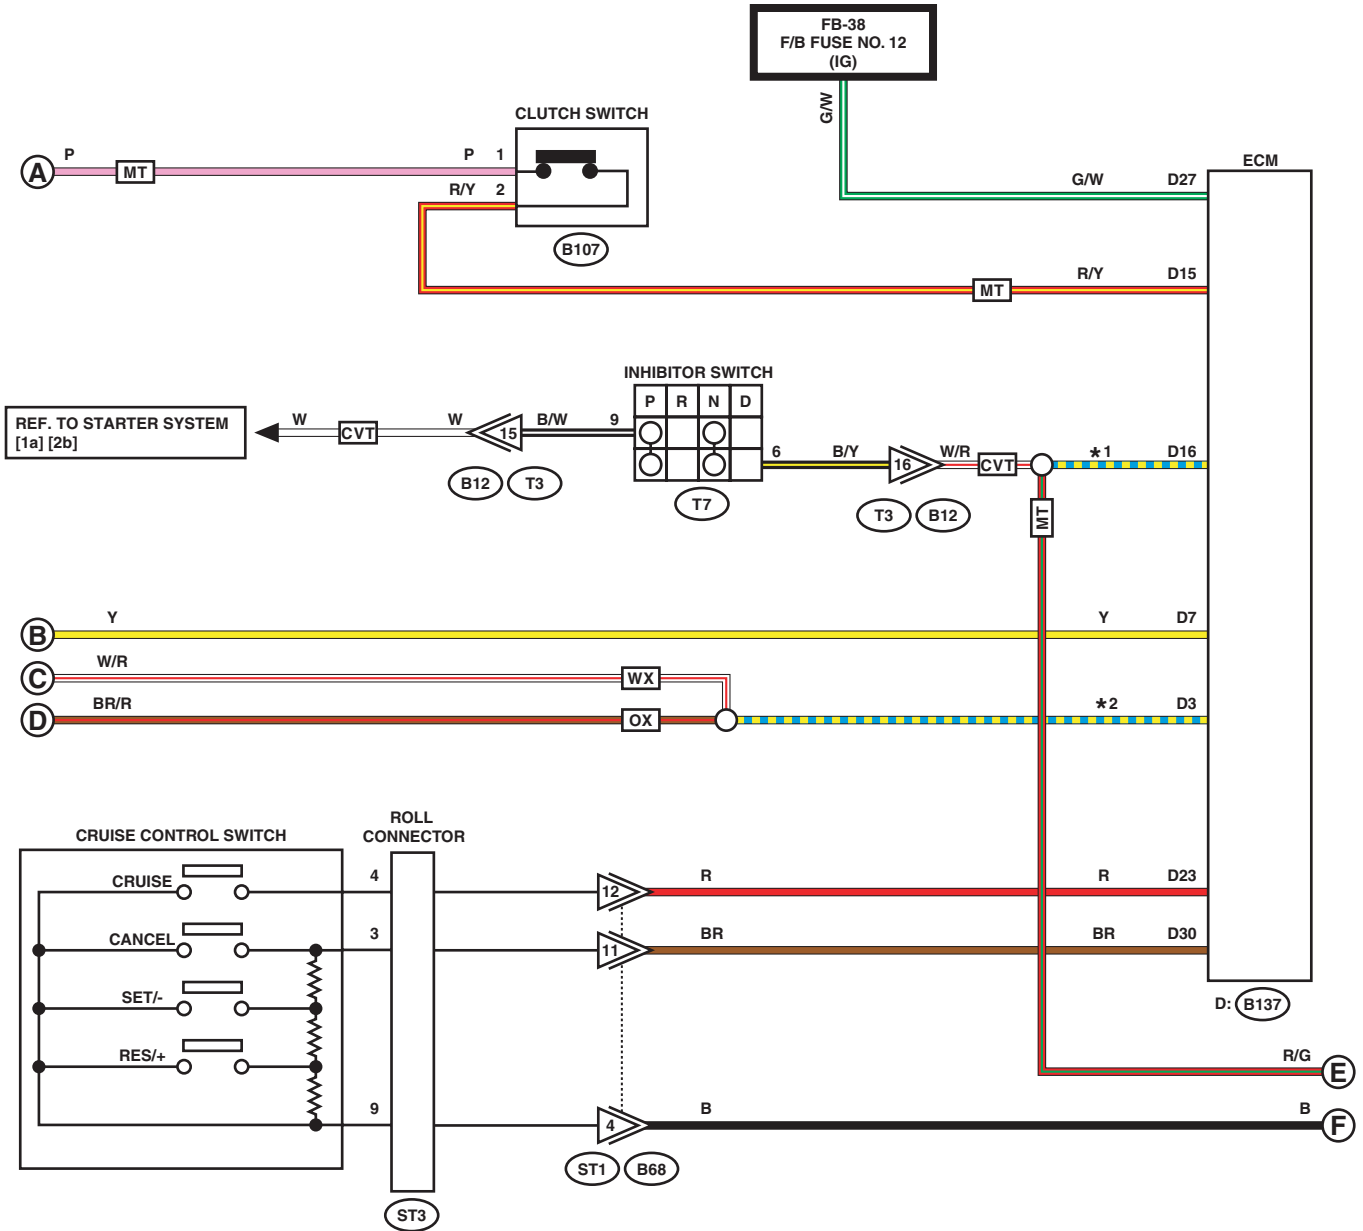 FB-38
F/B FUSE NO. 12
(IG)
G/W
CLUTCH SWITCH
ECM
A
P
MT
P
1
R/Y
2
B107
G/W
D27
MT
R/Y
D15
INHIBITOR SWITCH
P
R
N
D
REF. TO STARTER SYSTEM
[1a] [2b]
W
CVT
W
15
B/W
9
6
B/Y
16
W/R
CVT
*1
D16
B12
T3
T7
T3
B12
MT
B
Y
Y
D7
C
W/R
WX
D
BR/R
OX
*2
D3
CRUISE CONTROL SWITCH
ROLL
CONNECTOR
CRUISE
4
12
R
R
D23
CANCEL
3
11
BR
BR
D30
SET/-
D:
B137
RES/+
R/G
E
9
4
B
B
F
ST1
B68
ST3